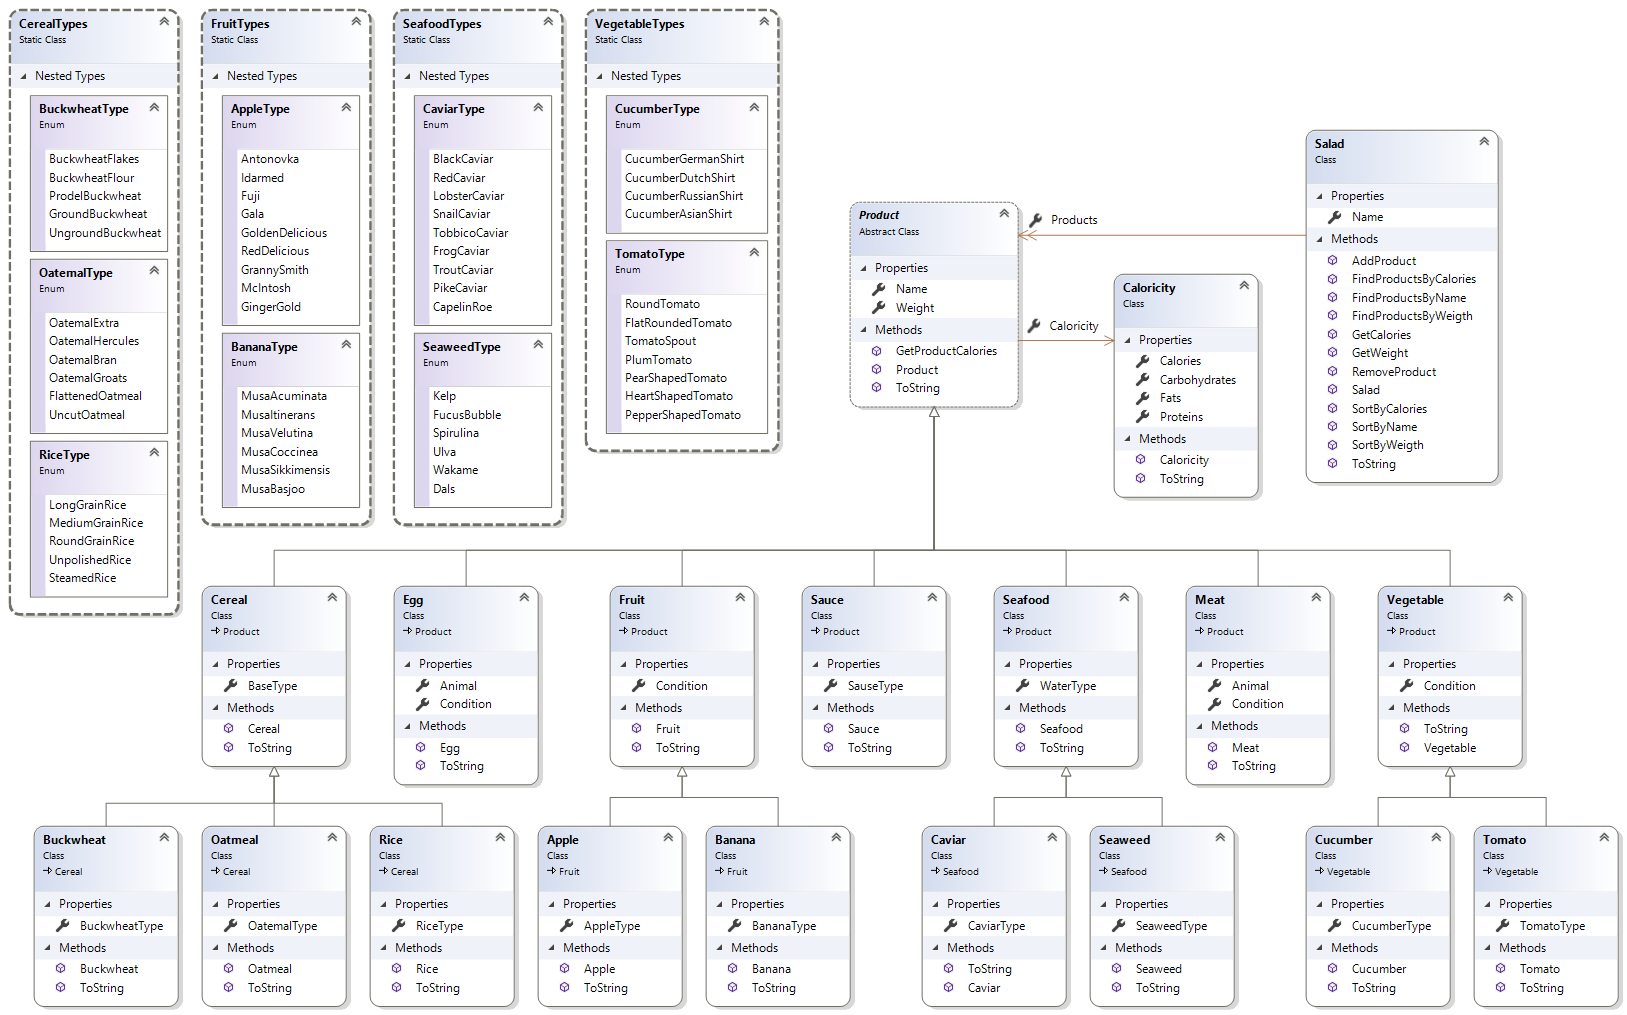 CerealTypes
Static Class
Nested Types
BuckwheatType
Enum
BuckwheatFlakes
BuckwheatFlour
ProdelBuckwheat
GroundBuckwheat
UngroundBuckwheat
OatemalType
Enum
OatemalExtra
OatemalHercules
OatemalBran
OatemalGroats
FlattenedOatmeal
UncutOatmeal
RiceType
Enum
LongGrainRice
MediumGrainRice
RoundGrainRice
UnpolishedRice
SteamedRice
FruitTypes
Static Class
Nested Types
AppleType
Enum
Antonovka
Idarmed
Fuji
Gala
GoldenDelicious
RedDelicious
GrannySmith
McIntosh
GingerGold
BananaType
Enum
MusaAcuminata
MusaItinerans
MusaVelutina
MusaCoccinea
MusaSikkimensis
MusaBasjoo
SeafoodTypes
Static Class
Nested Types
CaviarType
Enum
BlackCaviar
RedCaviar
LobsterCaviar
SnailCaviar
TobbicoCaviar
FrogCaviar
TroutCaviar
PikeCaviar
CapelinRoe
SeaweedType
Enum
Kelp
FucusBubble
Spirulina
Ulva
Wakame
Dals
VegetableTypes
Static Class
Nested Types
CucumberType
Enum
CucumberGermanShirt
CucumberDutchShirt
CucumberRussianShirt
CucumberAsianShirt
TomatoType
Enum
RoundTomato
FlatRoundedTomato
TomatoSpout
PlumTomato
PearShapedTomato
HeartShapedTomato
PepperShapedTomato
Product
Abstract Class
Properties
Name
Weight
Methods
GetProductCalories
Product
ToString
Products
Caloricity
Caloricity
Class
Properties
Calories
Carbohydrates
Fats
Proteins
Methods
Caloricity
ToString
Salad
Class
Properties
Name
Methods
AddProduct
FindProductsByCalories
FindProductsByName
FindProductsByWeigth
GetCalories
GetWeight
RemoveProduct
Salad
SortByCalories
SortByName
SortByWeigth
ToString
Cereal
Class
Product
Properties
BaseType
Methods
Cereal
ToString
Egg
Class
Product
Properties
Animal
Condition
Methods
Egg
ToString
Fruit
Class
Product
Properties
Condition
Methods
Fruit
ToString
Sauce
Class
Product
Properties
SauseType
Methods
Sauce
ToString
Seafood
Class
Product
Properties
WaterType
Methods
Seafood
ToString
Meat
Class
Product
Properties
Animal
Condition
Methods
Meat
ToString
Vegetable
Class
Product
Properties
Condition
Methods
ToString
Vegetable
Buckwheat
Class
Cereal
Properties
BuckwheatType
Methods
Buckwheat
ToString
Oatmeal
Class
Cereal
Properties
OatemalType
Methods
Oatmeal
ToString
Rice
Class
Cereal
Properties
RiceType
Methods
Rice
ToString
Apple
Class
Fruit
Properties
AppleType
Methods
Apple
ToString
Banana
Class
Fruit
Properties
BananaType
Methods
Banana
ToString
Caviar
Class
Seafood
Properties
CaviarType
Methods
ToString
Caviar
Seaweed
Class
Seafood
Properties
SeaweedType
Methods
Seaweed
ToString
Cucumber
Class
Vegetable
Properties
CucumberType
Methods
Cucumber
ToString
Tomato
Class
Vegetable
Properties
TomatoType
Methods
Tomato
ToString